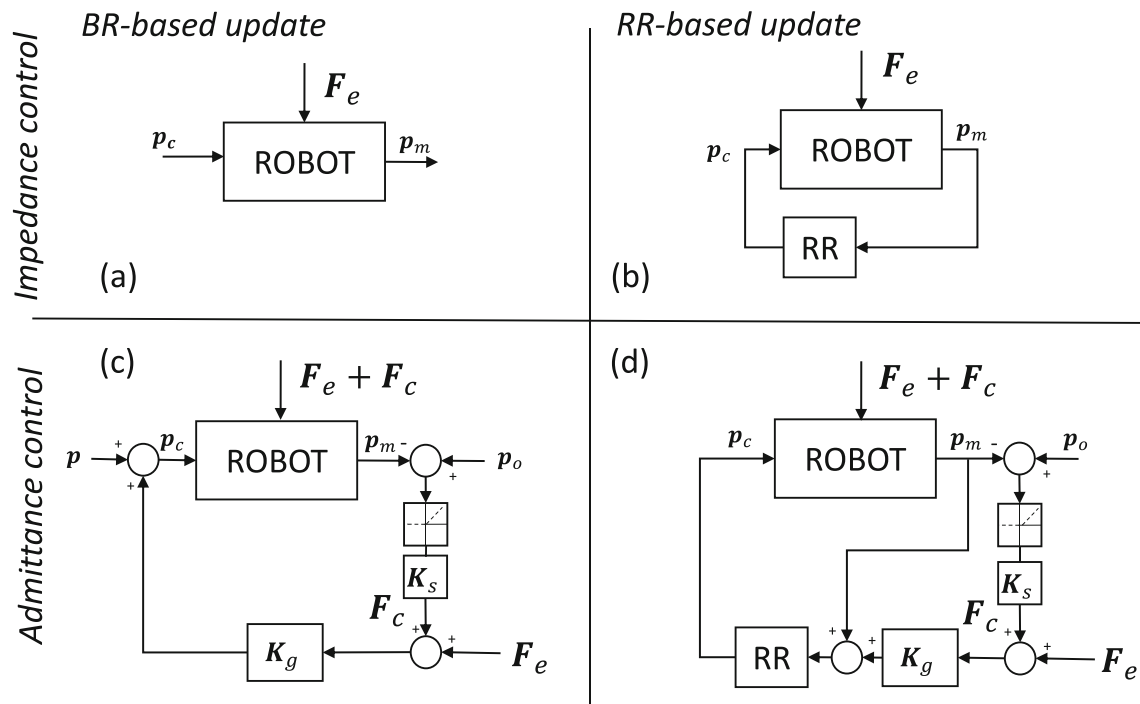 BR-based update
RR-based update
Impedance control
F_e
p_c
ROBOT
p_m
(a)
F_e
p_c
ROBOT
p_m
RR
(b)
Admittance control
(c)
F_e + F_c
p
+
+
p_c
ROBOT
p_m
-
+
p_o
K_s
F_c
+
+
F_e
K_g
(d)
F_e + F_c
p_c
ROBOT
p_m
-
+
p_o
K_s
F_c
+
+
F_e
K_g
+
+
RR